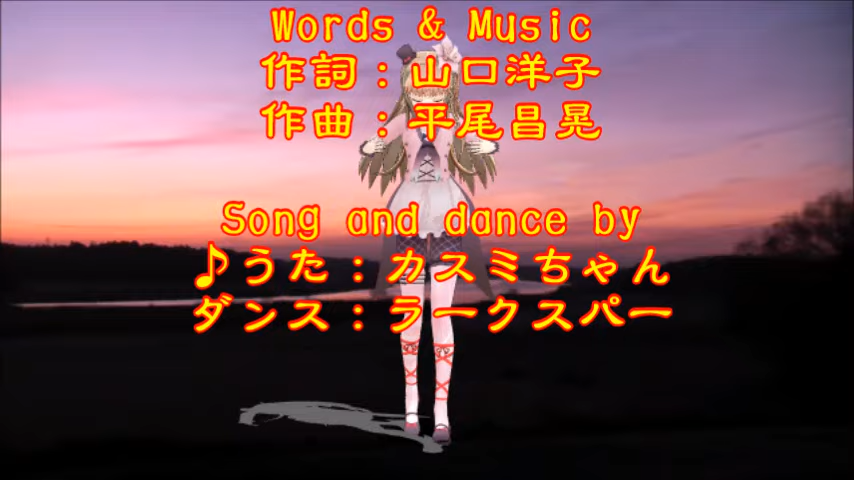 Words & Music
作詞：山口洋子
作曲：平尾昌晃
Song and dance by
♪うた：カスミちゃん
ダンス：ラークスパー